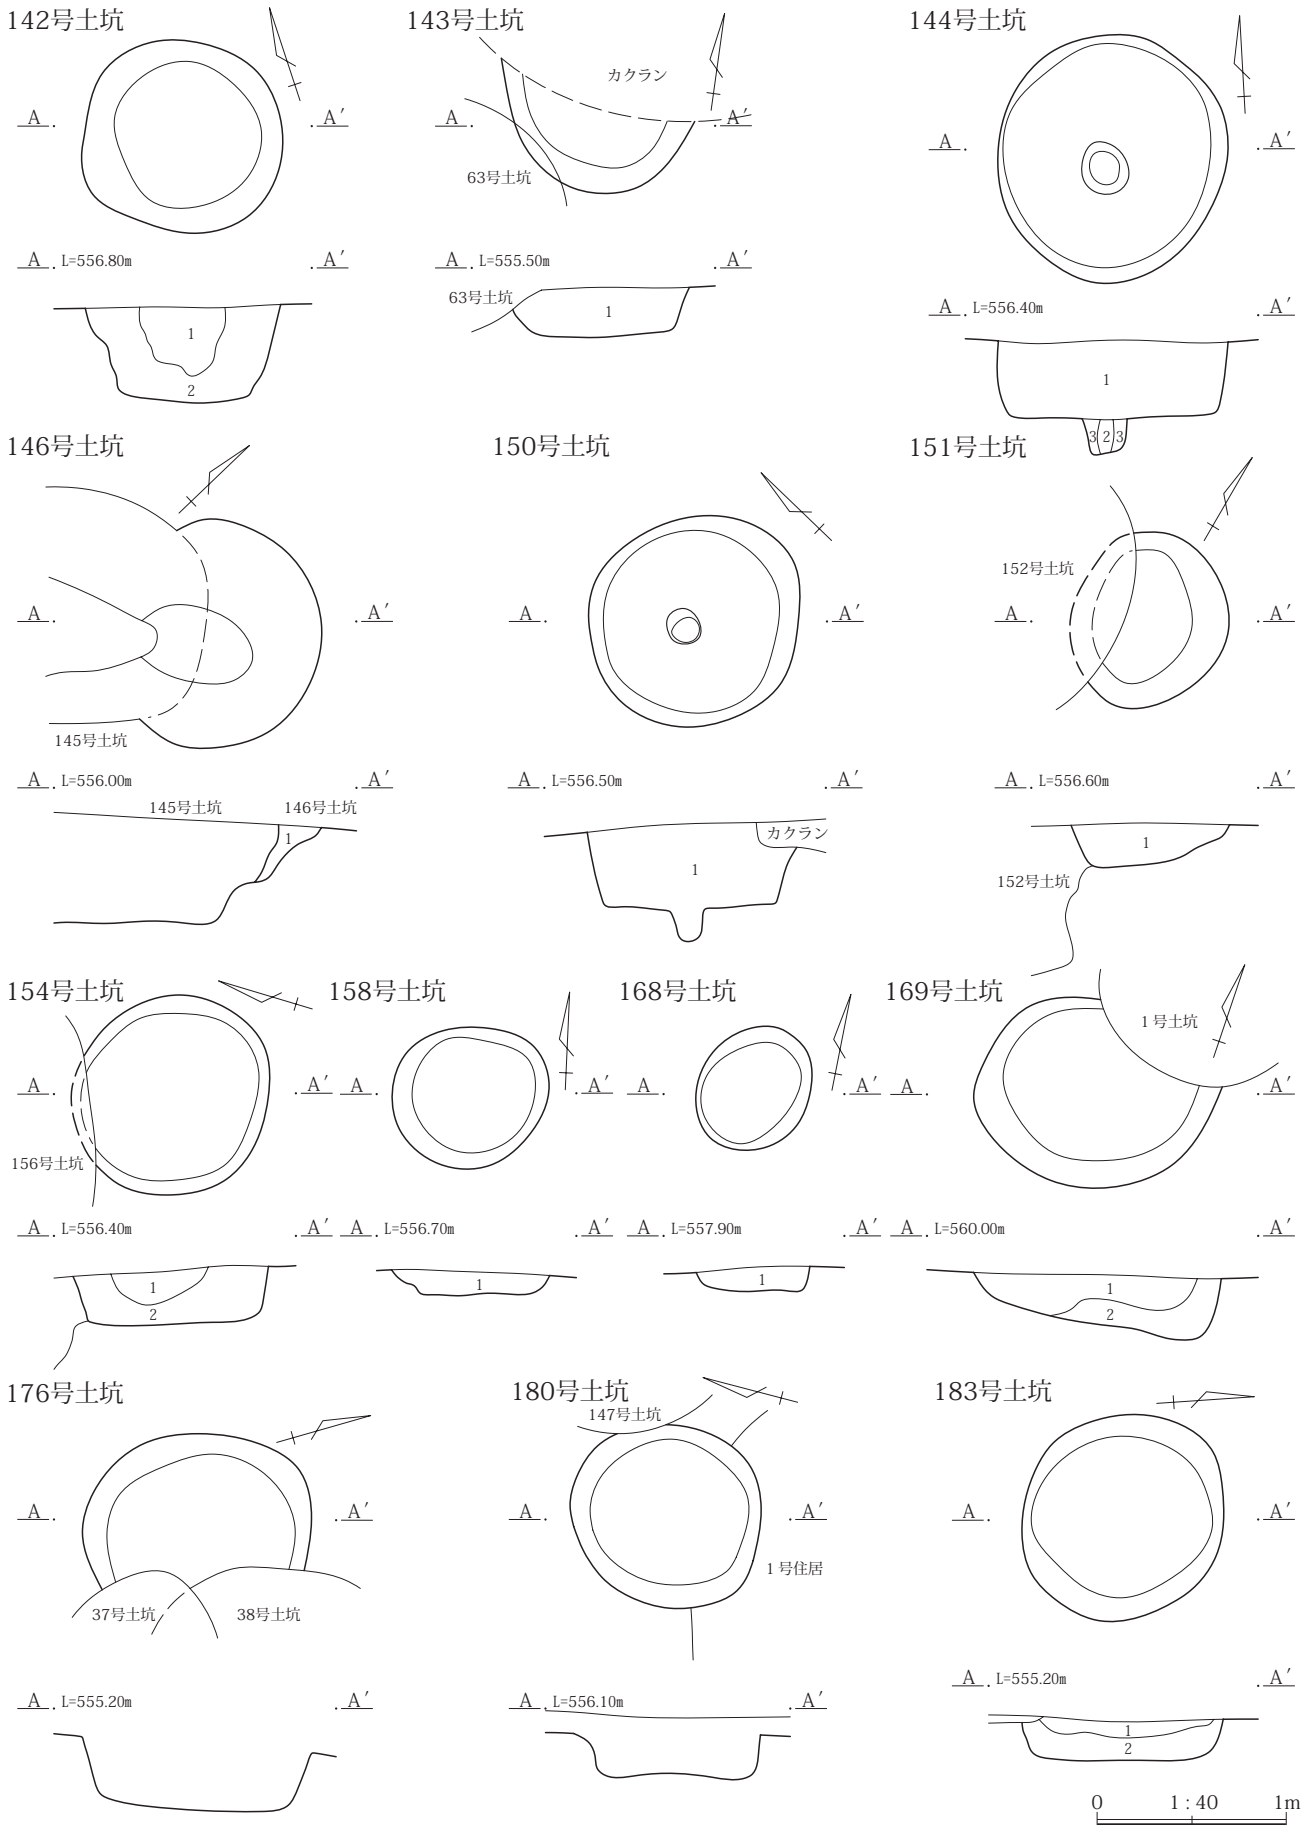 142号土坑
A . . A′
A . L=556.80m . A′
1
2
143号土坑
カクラン
A . . A′
63号土坑
A . L=555.50m . A′
63号土坑
1
144号土坑
A . . A′
A . L=556.40m . A′
1
3 2 3
146号土坑
A . . A′
145号土坑
A . L=556.00m . A′
145号土坑 146号土坑
1
150号土坑
A . . A′
A . L=556.50m . A′
カクラン
1
151号土坑
152号土坑
A . . A′
A . L=556.60m . A′
1
152号土坑
154号土坑
A . . A′
156号土坑
A . L=556.40m . A′
1
2
158号土坑
A . . A′
A . L=556.70m . A′
1
168号土坑
A . . A′
A . L=557.90m . A′
1
169号土坑
1号土坑
A . . A′
A . L=560.00m . A′
1
2
176号土坑
A . . A′
37号土坑 38号土坑
A . L=555.20m . A′
180号土坑
147号土坑
A . . A′
1号住居
A . L=556.10m . A′
183号土坑
A . . A′
A . L=555.20m . A′
1
2
0 1:40 1m